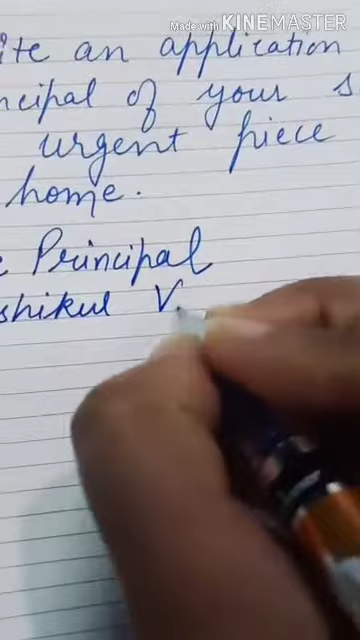 Made with KINEMASTER
ite an application
ncipal of your s
urgent piece
home.
e Principal
shikul V